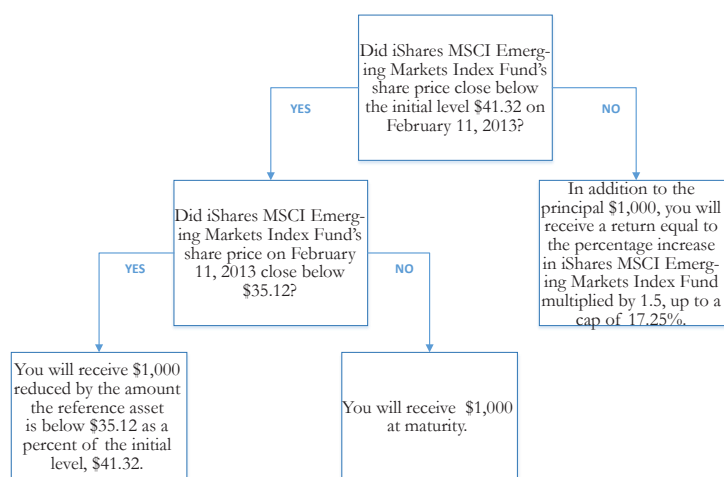 Did iShares MSCI Emerg-
ing Markets Index Fund's
share price close below
the initial level $41.32 on
February 11, 2013?
YES
NO
Did iShares MSCI Emerg-
ing Markets Index Fund's
share price on February
11, 2013 close below
$35.12?
In addition to the
principal $1,000, you will
receive a return equal to
the percentage increase
in iShares MSCI Emerg-
ing Markets Index Fund
multiplied by 1.5, up to a
cap of 17.25%.
YES
NO
You will receive $1,000
reduced by the amount
the reference asset
is below $35.12 as a
percent of the initial
level, $41.32.
You will receive $1,000
at maturity.